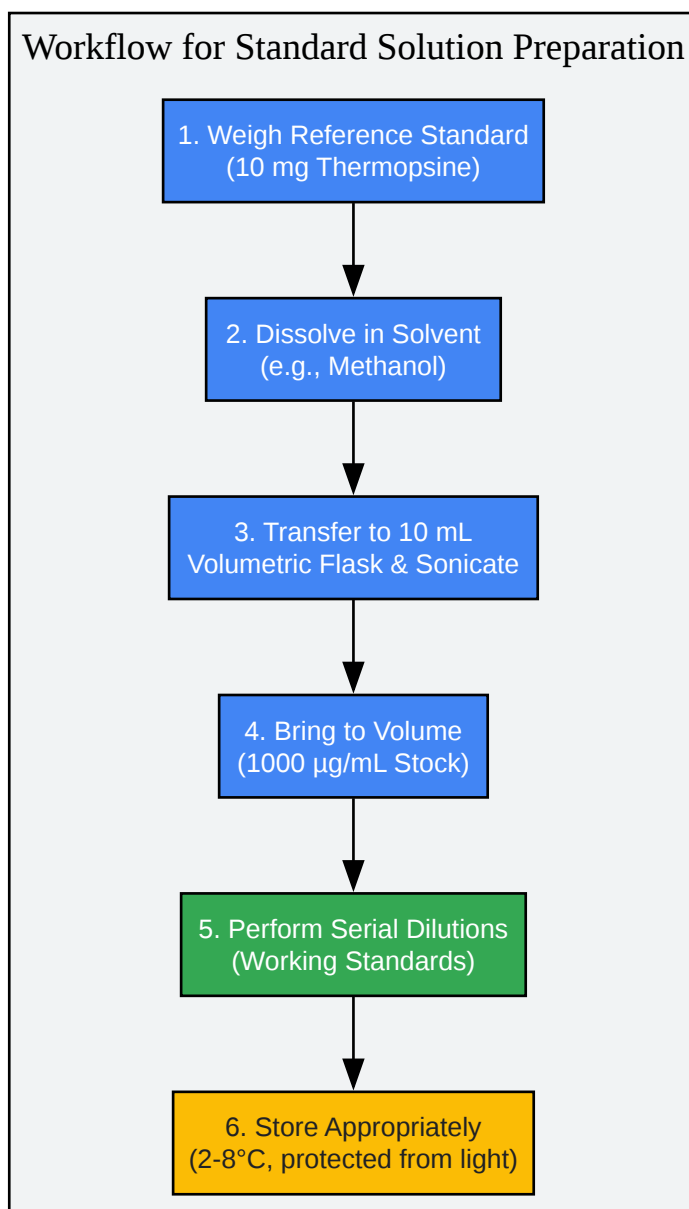 Workflow for Standard Solution Preparation
1. Weigh Reference Standard
(10 mg Thermopsine)
2. Dissolve in Solvent
(e.g., Methanol)
3. Transfer to 10 mL
Volumetric Flask & Sonicate
4. Bring to Volume
(1000 µg/mL Stock)
5. Perform Serial Dilutions
(Working Standards)
6. Store Appropriately
(2-8°C, protected from light)